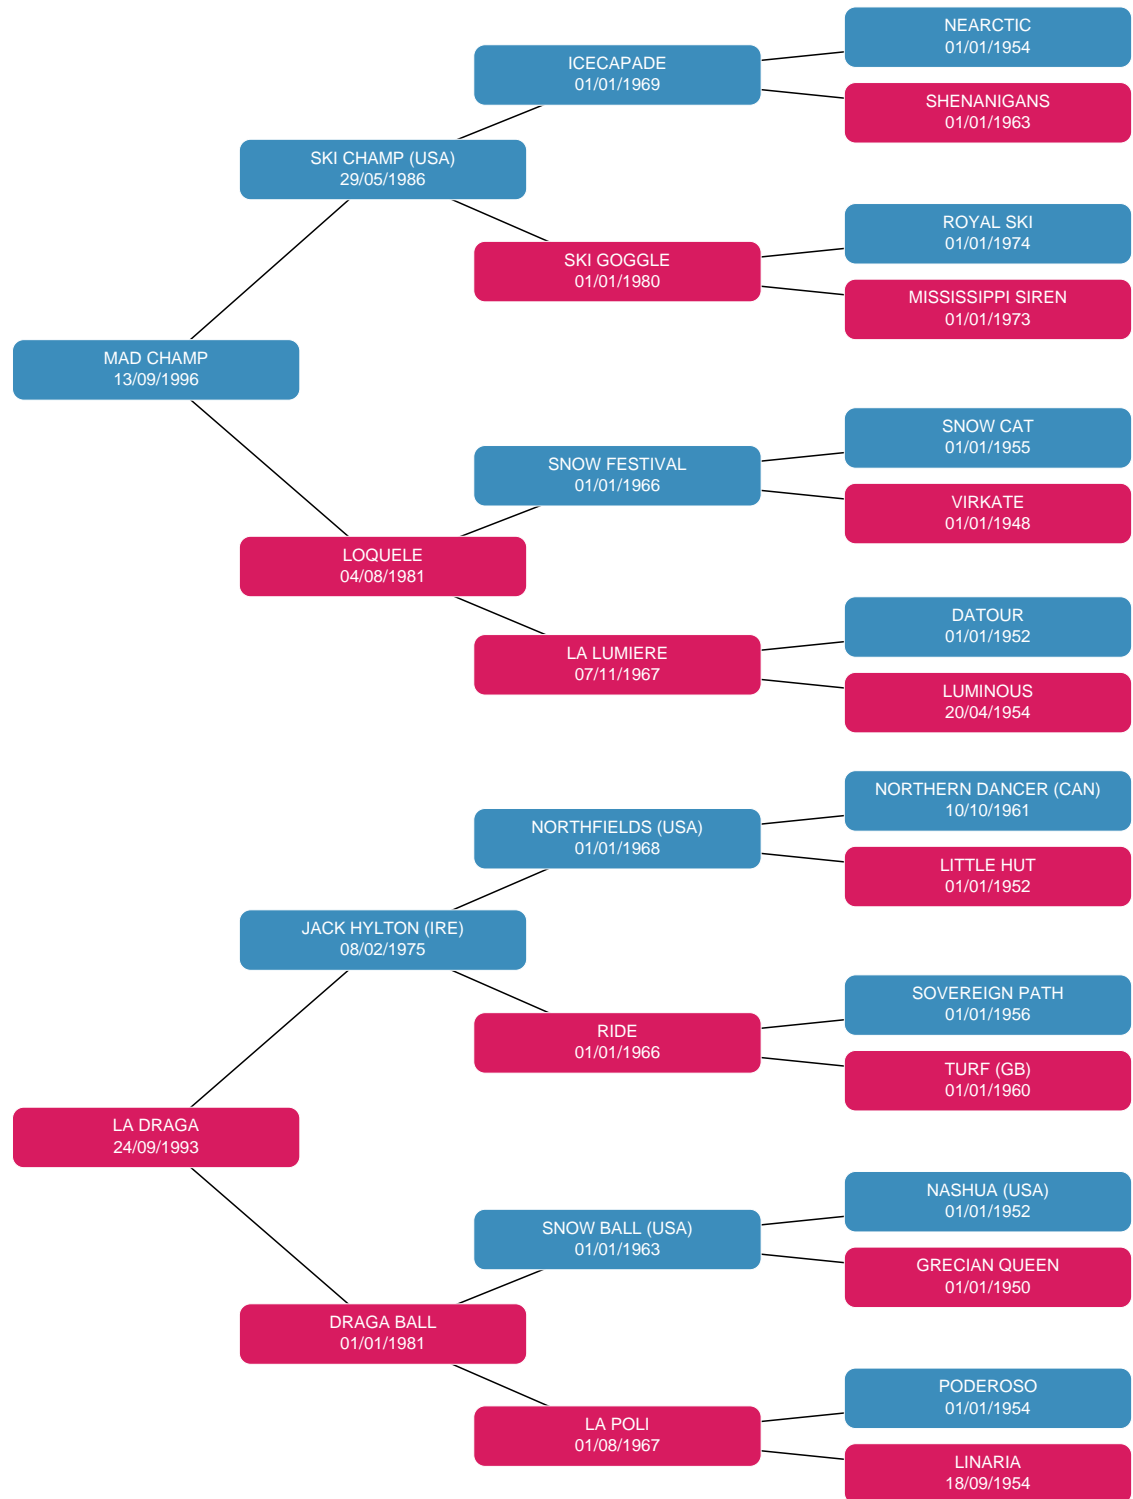 NEARCTIC
01/01/1954
ICECAPADE
01/01/1969
SHENANIGANS
01/01/1963
SKI CHAMP (USA)
29/05/1986
ROYAL SKI
01/01/1974
SKI GOGGLE
01/01/1980
MISSISSIPPI SIREN
01/01/1973
MAD CHAMP
13/09/1996
SNOW CAT
01/01/1955
SNOW FESTIVAL
01/01/1966
VIRKATE
01/01/1948
LOQUELE
04/08/1981
DATOUR
01/01/1952
LA LUMIERE
07/11/1967
LUMINOUS
20/04/1954
NORTHERN DANCER (CAN)
10/10/1961
NORTHFIELDS (USA)
01/01/1968
LITTLE HUT
01/01/1952
JACK HYLTON (IRE)
08/02/1975
SOVEREIGN PATH
01/01/1956
RIDE
01/01/1966
TURF (GB)
01/01/1960
LA DRAGA
24/09/1993
NASHUA (USA)
01/01/1952
SNOW BALL (USA)
01/01/1963
GRECIAN QUEEN
01/01/1950
DRAGA BALL
01/01/1981
PODEROSO
01/01/1954
LA POLI
01/08/1967
LINARIA
18/09/1954